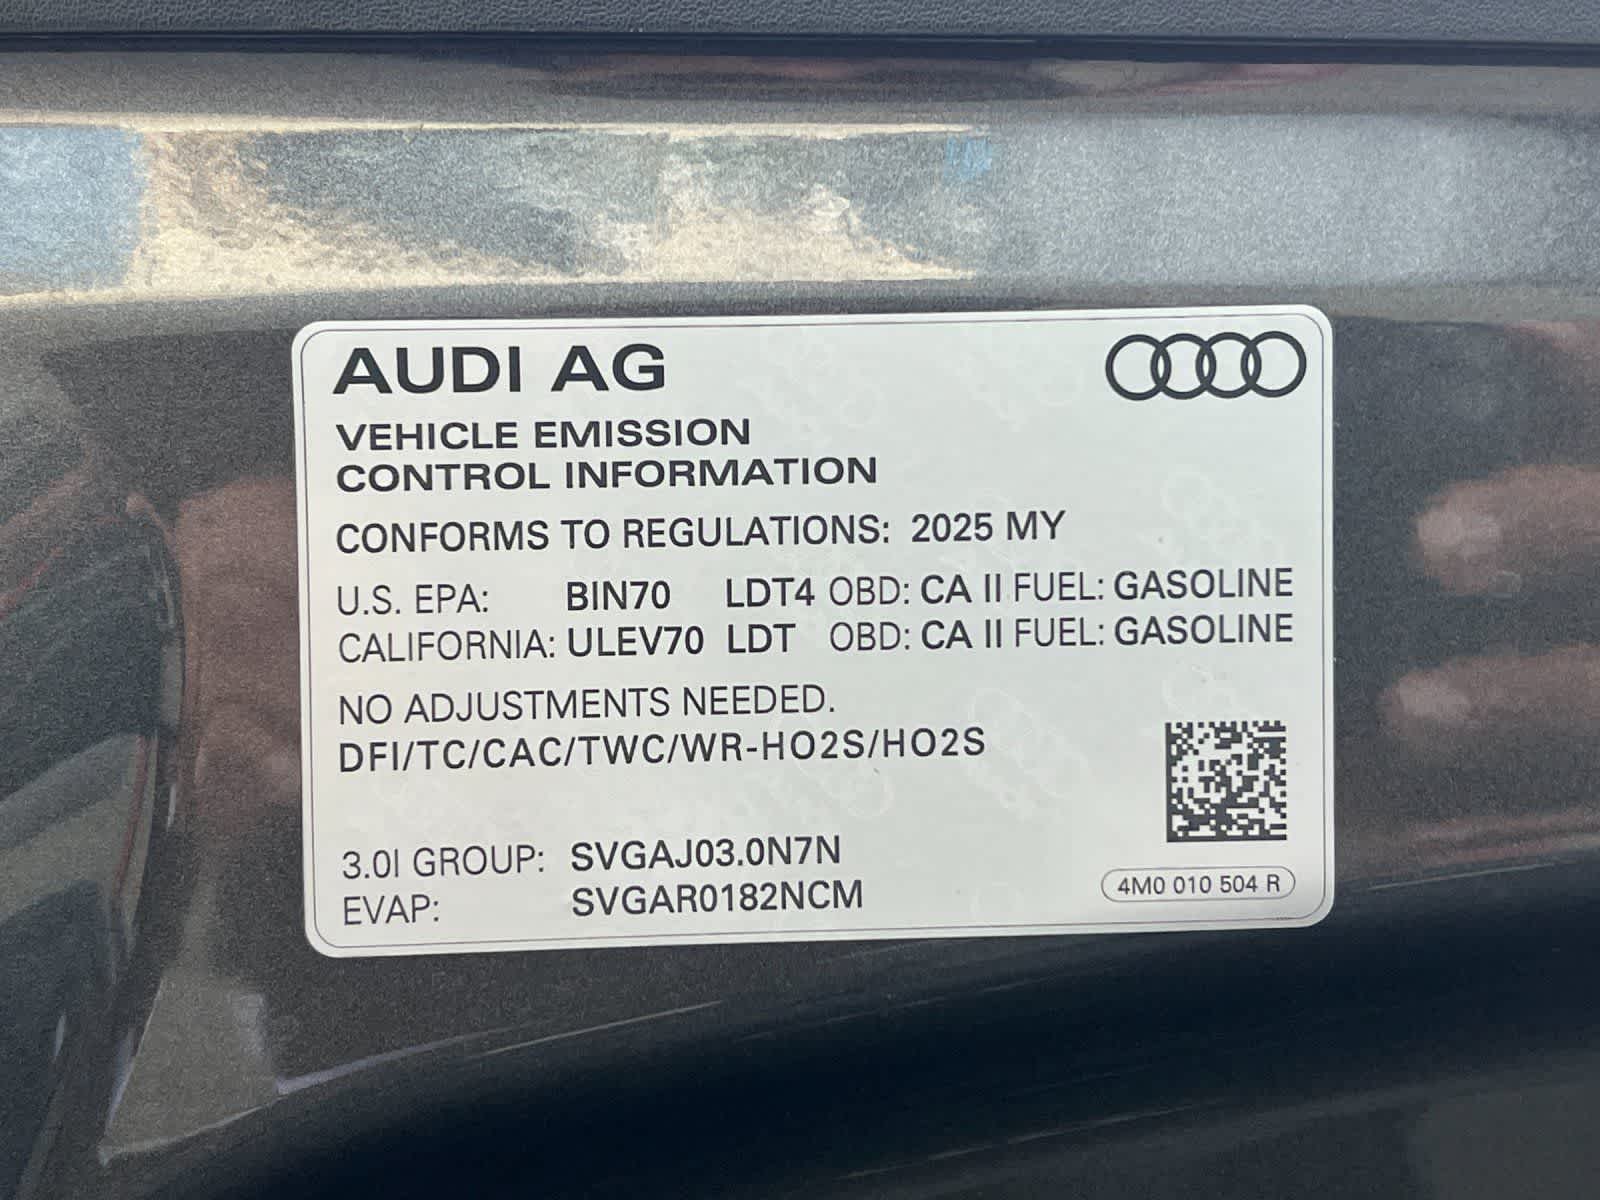 AUDI AG
VEHICLE EMISSION
CONTROL INFORMATION
CONFORMS TO REGULATIONS: 2025 MY
U.S. EPA: BIN70 LDT4 OBD: CA II FUEL: GASOLINE
CALIFORNIA: ULEV70 LDT OBD: CA II FUEL: GASOLINE
NO ADJUSTMENTS NEEDED.
DFI/TC/CAC/TWC/WR-HO2S/HO2S
3.0l GROUP: SVGAJ03.0N7N
EVAP: SVGAR0182NCM
4M0 010 504 R